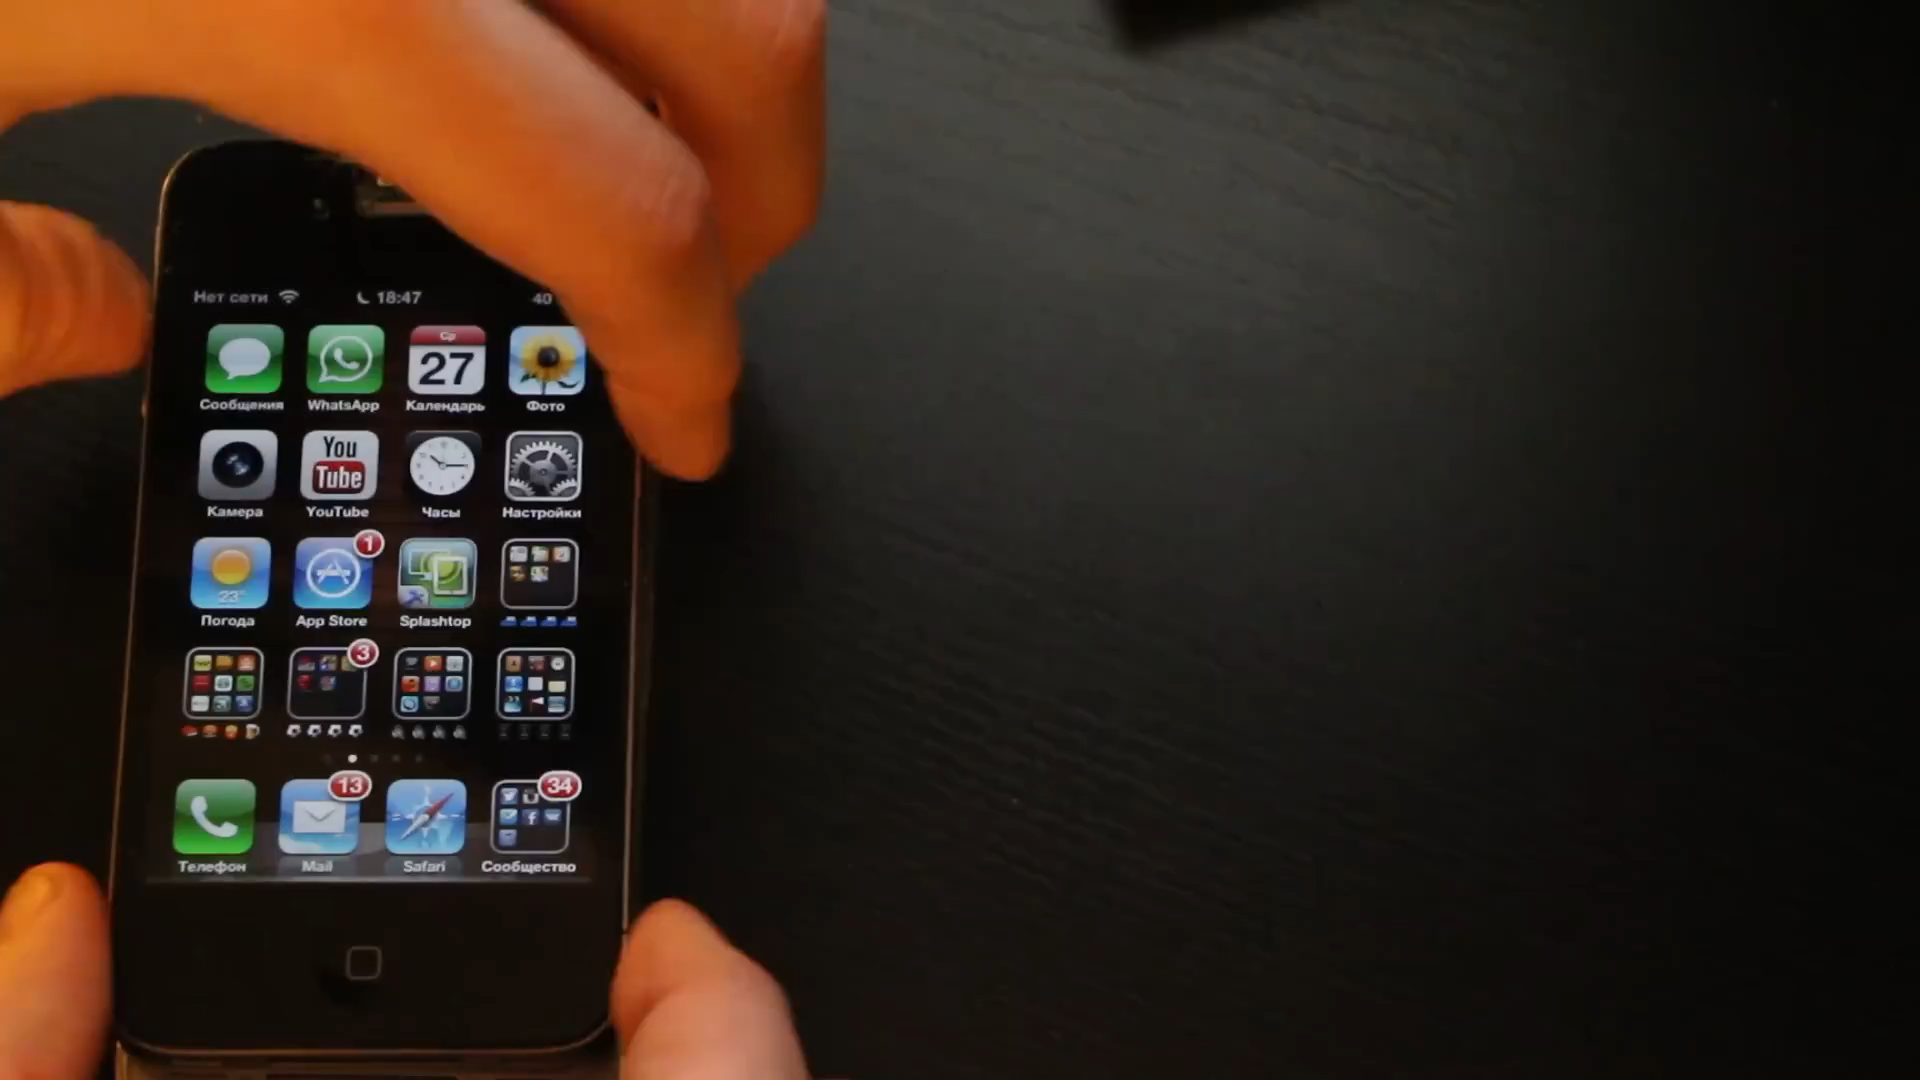 Нет сети 18:47 40
Ср
27
Сообщения WhatsApp Календарь Фото
You
Tube
Камера YouTube Часы Настройки
1
23°
Погода App Store Splashtop
3
13 34
Телефон Mail Safari Сообщество